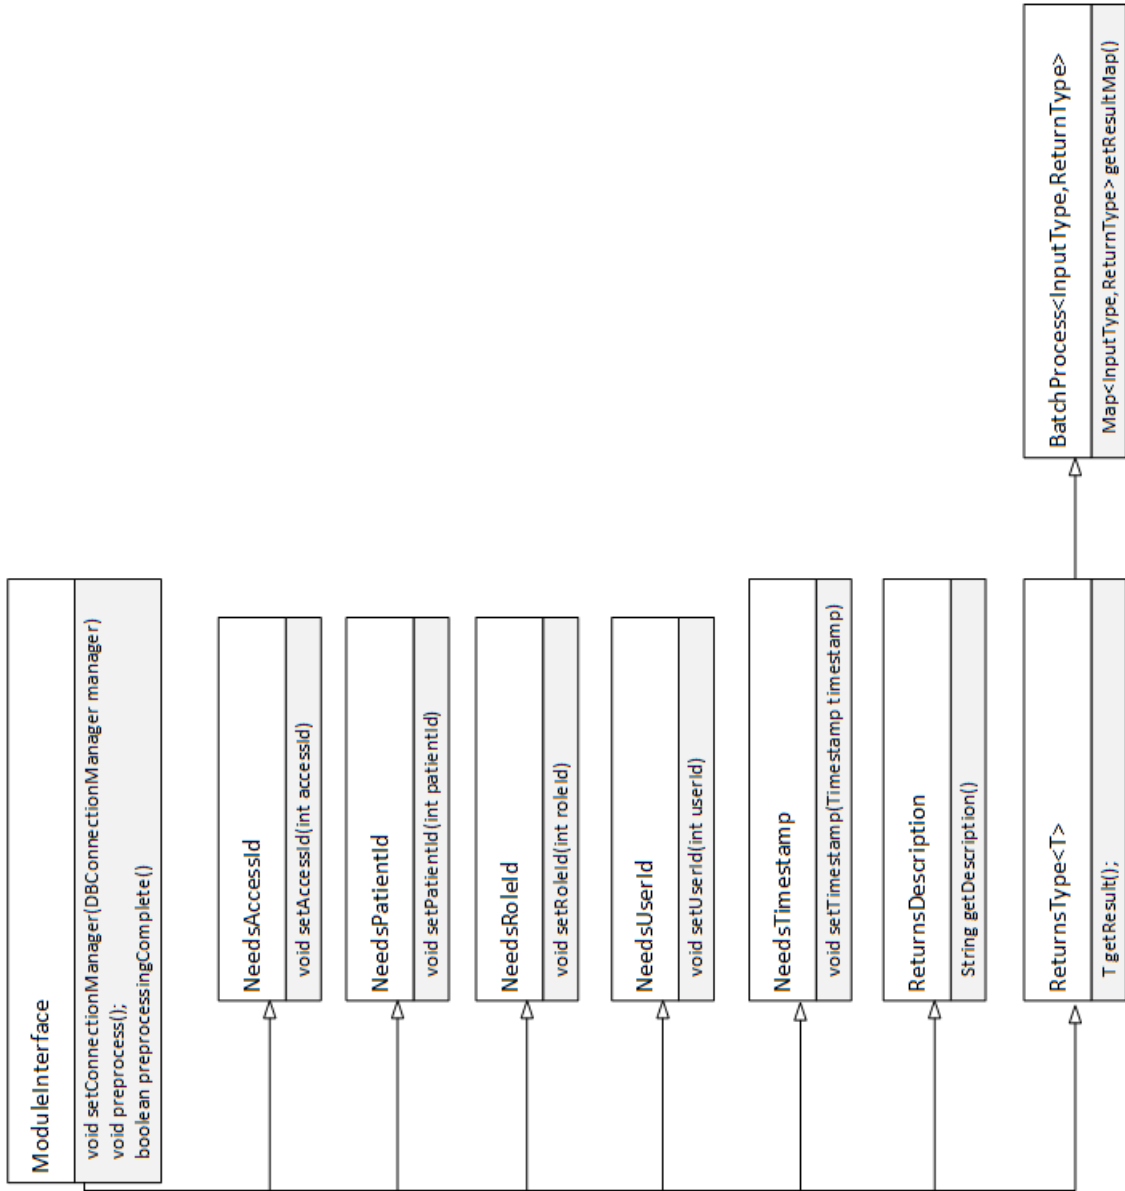 ModuleInterface
void setConnectionManager(DBConnectionManager manager)
void preprocess();
boolean preprocessingComplete()
NeedsAccessId
void setAccessId(int accessId)
NeedsPatientId
void setPatientId(int patientId)
NeedsRoleId
void setRoleId(int roleId)
NeedsUserId
void setUserId(int userId)
NeedsTimestamp
void setTimestamp(Timestamp timestamp)
ReturnsDescription
String getDescription()
ReturnsType<T>
T getResult();
BatchProcess<InputType,ReturnType>
Map<InputType,ReturnType> getResultMap()